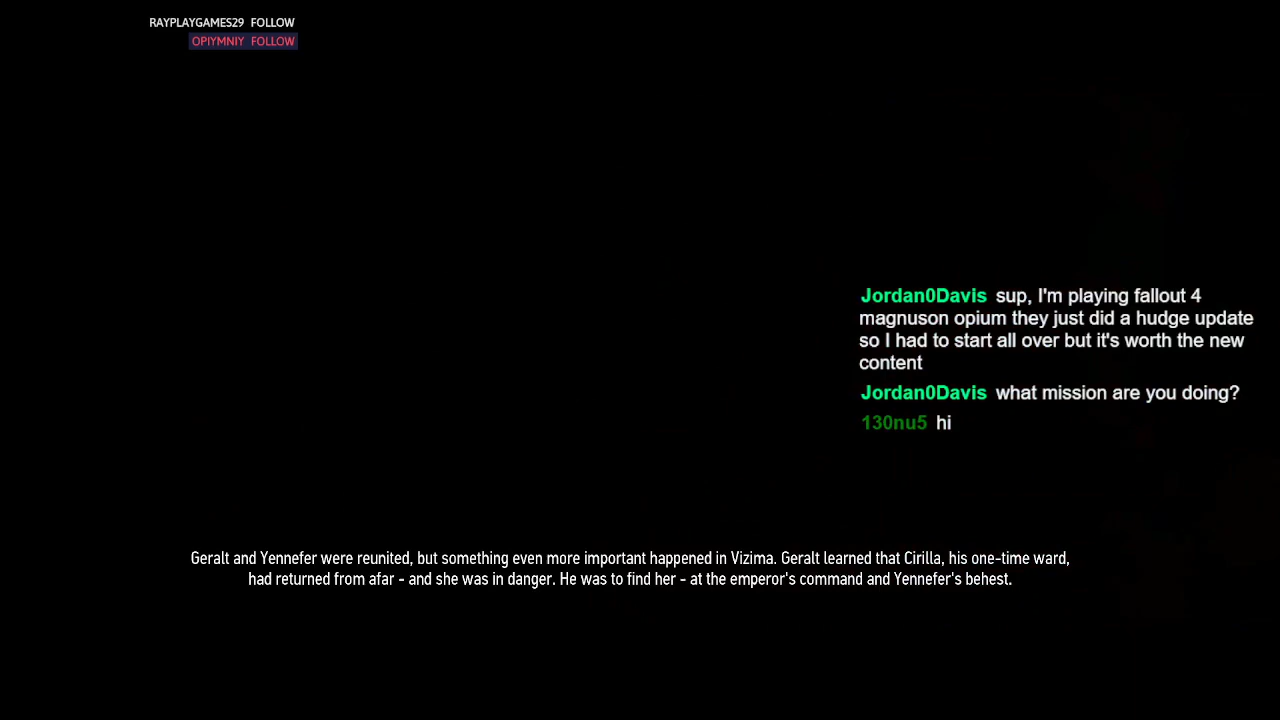 RAYPLAYGAMES29 FOLLOW
OPIYMNIY FOLLOW
Jordan0Davis sup, I'm playing fallout 4
magnuson opium they just did a hudge update
so I had to start all over but it's worth the new
content
Jordan0Davis what mission are you doing?
130nu5 hi
Geralt and Yennefer were reunited, but something even more important happened in Vizima. Geralt learned that Cirilla, his one-time ward,
had returned from afar - and she was in danger. He was to find her - at the emperor's command and Yennefer's behest.